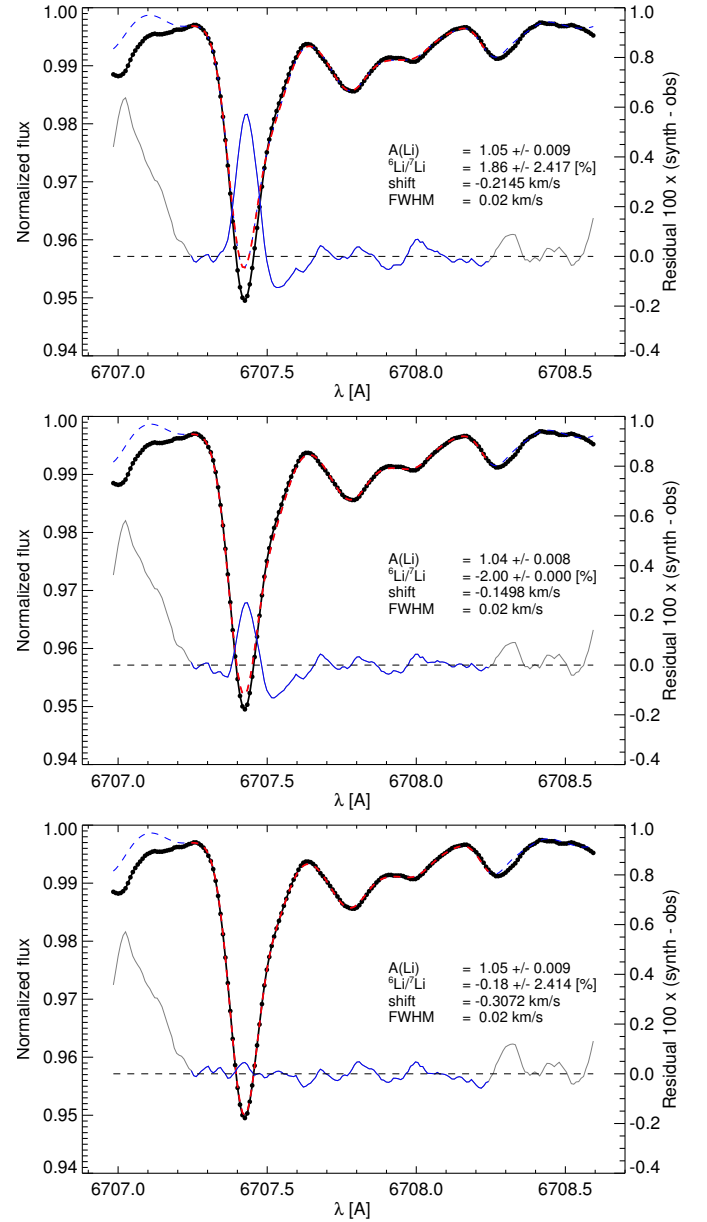 1.00
0.99
0.98
0.97
0.96
0.95
0.94
Normalized flux
A(Li) = 1.05 +/- 0.009
⁶Li/⁷Li = 1.86 +/- 2.417 [%]
shift = -0.2145 km/s
FWHM = 0.02 km/s
1.0
0.8
0.6
0.4
0.2
0.0
-0.2
-0.4
Residual 100 x (synth - obs)
6707.0 6707.5 6708.0 6708.5
λ [A]
1.00
0.99
0.98
0.97
0.96
0.95
0.94
Normalized flux
A(Li) = 1.04 +/- 0.008
⁶Li/⁷Li = -2.00 +/- 0.000 [%]
shift = -0.1498 km/s
FWHM = 0.02 km/s
1.0
0.8
0.6
0.4
0.2
0.0
-0.2
-0.4
Residual 100 x (synth - obs)
6707.0 6707.5 6708.0 6708.5
λ [A]
1.00
0.99
0.98
0.97
0.96
0.95
0.94
Normalized flux
A(Li) = 1.05 +/- 0.009
⁶Li/⁷Li = -0.18 +/- 2.414 [%]
shift = -0.3072 km/s
FWHM = 0.02 km/s
1.0
0.8
0.6
0.4
0.2
0.0
-0.2
-0.4
Residual 100 x (synth - obs)
6707.0 6707.5 6708.0 6708.5
λ [A]